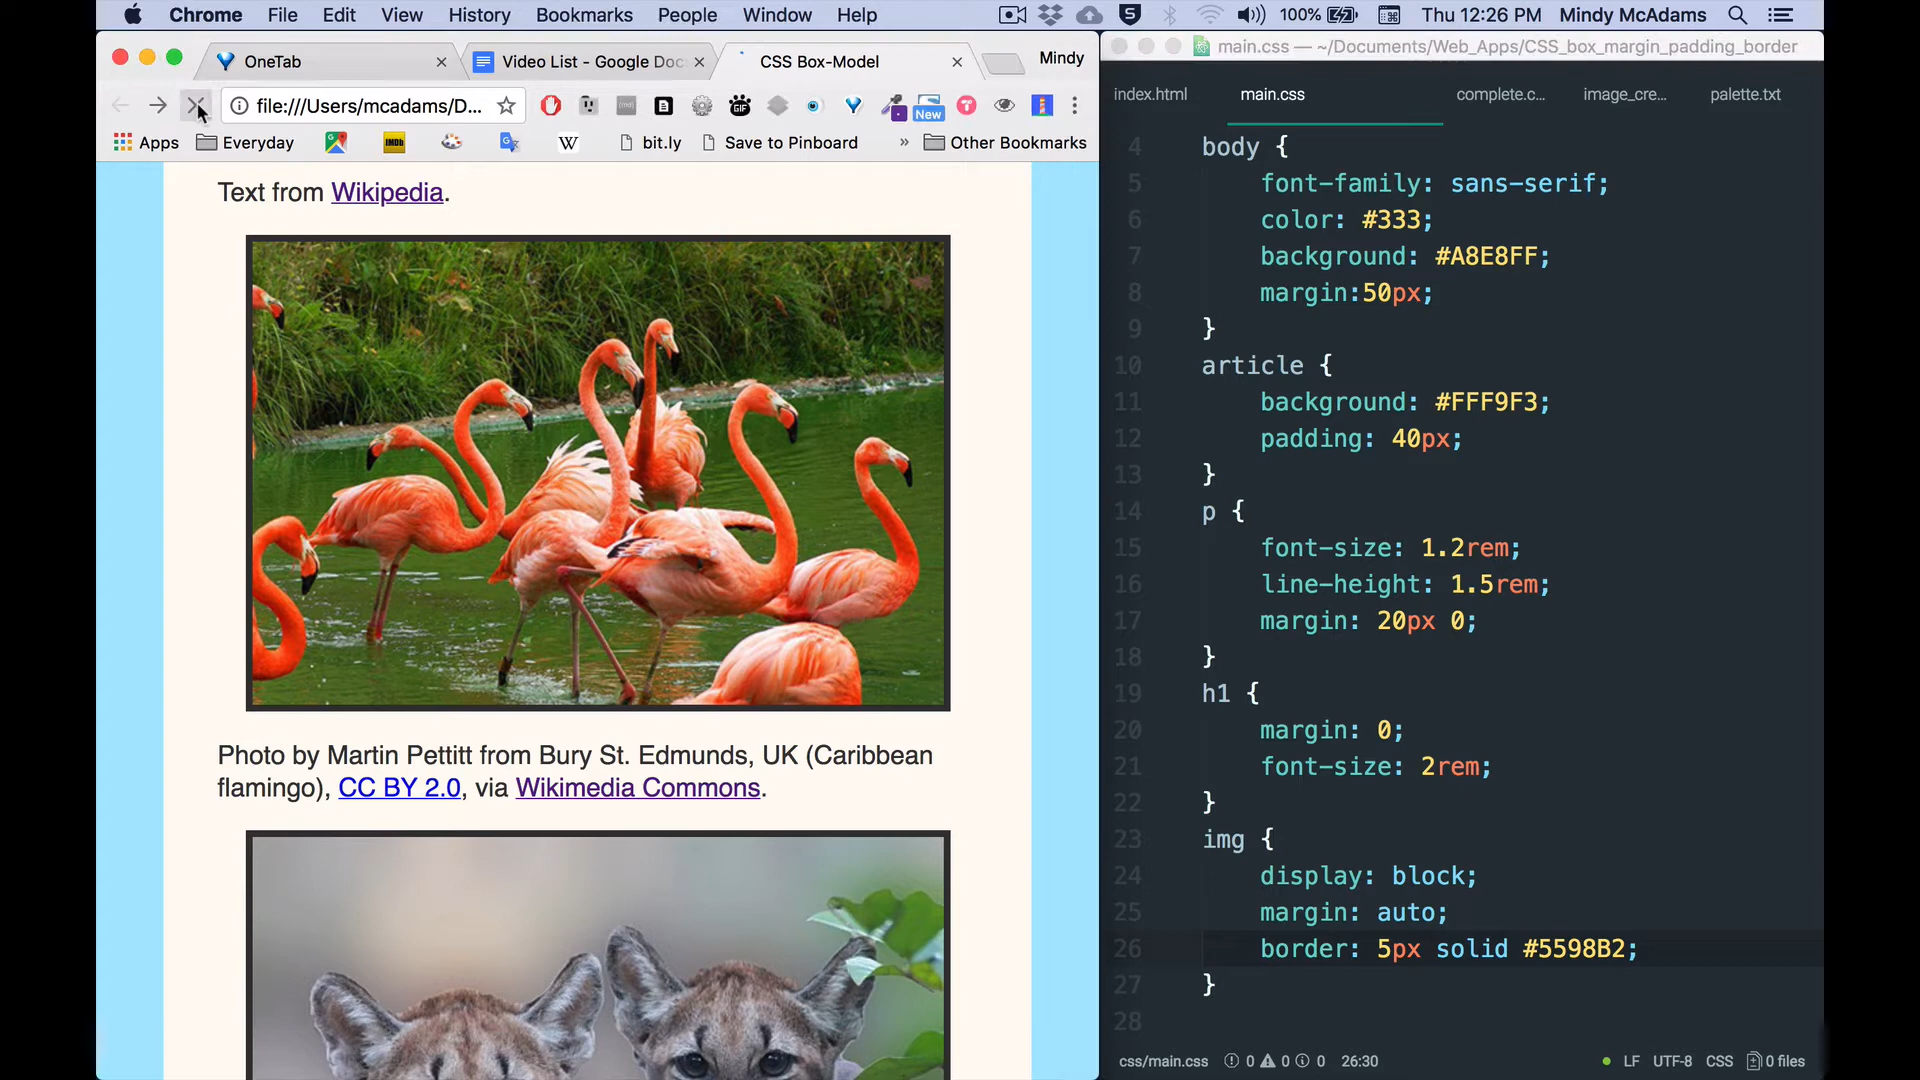 Chrome File Edit View History Bookmarks People Window Help 100% Thu 12:26 PM Mindy McAdams
OneTab
Video List - Google Doc
CSS Box-Model
Mindy
file:///Users/mcadams/D...
New
Apps Everyday IMDb W bit.ly Save to Pinboard » Other Bookmarks
Text from Wikipedia.
Photo by Martin Pettitt from Bury St. Edmunds, UK (Caribbean
flamingo), CC BY 2.0, via Wikimedia Commons.
main.css — ~/Documents/Web_Apps/CSS_box_margin_padding_border
index.html main.css complete.c... image_cre... palette.txt
4 body {
5 font-family: sans-serif;
6 color: #333;
7 background: #A8E8FF;
8 margin:50px;
9 }
10 article {
11 background: #FFF9F3;
12 padding: 40px;
13 }
14 p {
15 font-size: 1.2rem;
16 line-height: 1.5rem;
17 margin: 20px 0;
18 }
19 h1 {
20 margin: 0;
21 font-size: 2rem;
22 }
23 img {
24 display: block;
25 margin: auto;
26 border: 5px solid #5598B2;
27 }
28
css/main.css 0 0 0 26:30 LF UTF-8 CSS 0 files